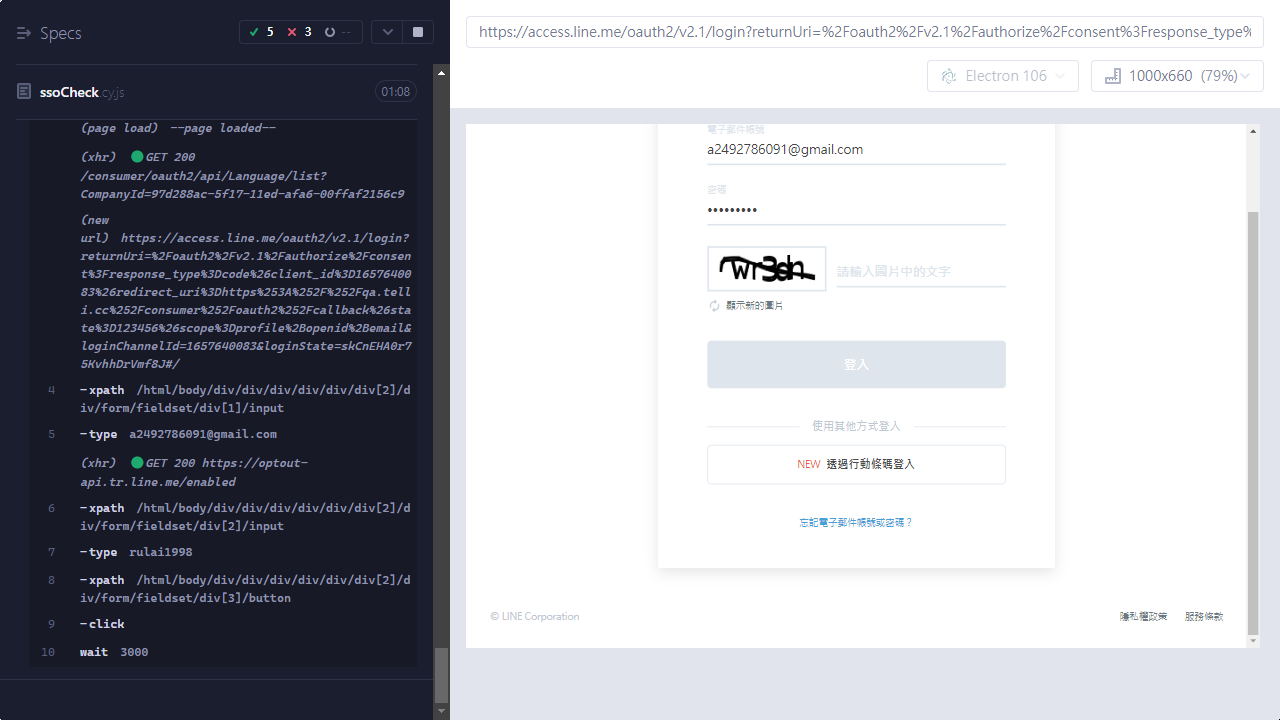 Specs
5
3
--
ssoCheck.cy.js
01:08
(page load) --page loaded--
(xhr) GET 200
/consumer/oauth2/api/Language/list?
CompanyId=97d288ac-5f17-11ed-afa6-00ffaf2156c9
(new
url) https://access.line.me/oauth2/v2.1/login?
returnUri=%2Foauth2%2Fv2.1%2Fauthorize%2Fconsen
t%3Fresponse_type%3Dcode%26client_id%3D16576400
83%26redirect_uri%3Dhttps%253A%252F%252Fqa.tell
i.cc%252Fconsumer%252Foauth2%252Fcallback%26sta
te%3D123456%26scope%3Dprofile%2Bopenid%2Bemail&
loginChannelId=1657640083&loginState=skCnEHA0r7
5KvhhDrVmf8J#/
4 -xpath /html/body/div/div/div/div/div/div[2]/d
iv/form/fieldset/div[1]/input
5 -type a2492786091@gmail.com
(xhr) GET 200 https://optout-
api.tr.line.me/enabled
6 -xpath /html/body/div/div/div/div/div/div[2]/d
iv/form/fieldset/div[2]/input
7 -type rulai1998
8 -xpath /html/body/div/div/div/div/div/div[2]/d
iv/form/fieldset/div[3]/button
9 -click
10 wait 3000
https://access.line.me/oauth2/v2.1/login?returnUri=%2Foauth2%2Fv2.1%2Fauthorize%2Fconsent%3Fresponse_type%
Electron 106
1000x660 (79%)
電子郵件帳號
a2492786091@gmail.com
密碼
•••••••••
請輸入圖片中的文字
顯示新的圖片
登入
使用其他方式登入
NEW 透過行動條碼登入
忘記電子郵件帳號或密碼？
© LINE Corporation
隱私權政策 服務條款